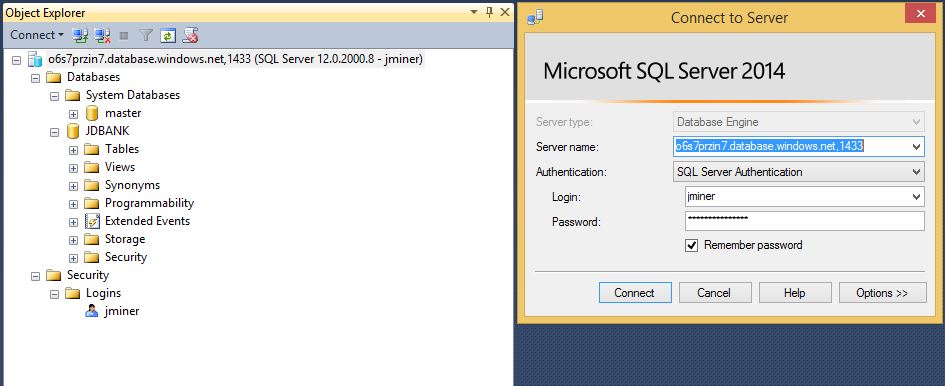 Object Explorer
Connect
o6s7przin7.database.windows.net,1433 (SQL Server 12.0.2000.8 - jminer)
Databases
System Databases
master
JDBANK
Tables
Views
Synonyms
Programmability
Extended Events
Storage
Security
Security
Logins
jminer
Connect to Server
Microsoft SQL Server 2014
Server type: Database Engine
Server name: o6s7przin7.database.windows.net,1433
Authentication: SQL Server Authentication
Login: jminer
Password: ***************
Remember password
Connect Cancel Help Options >>